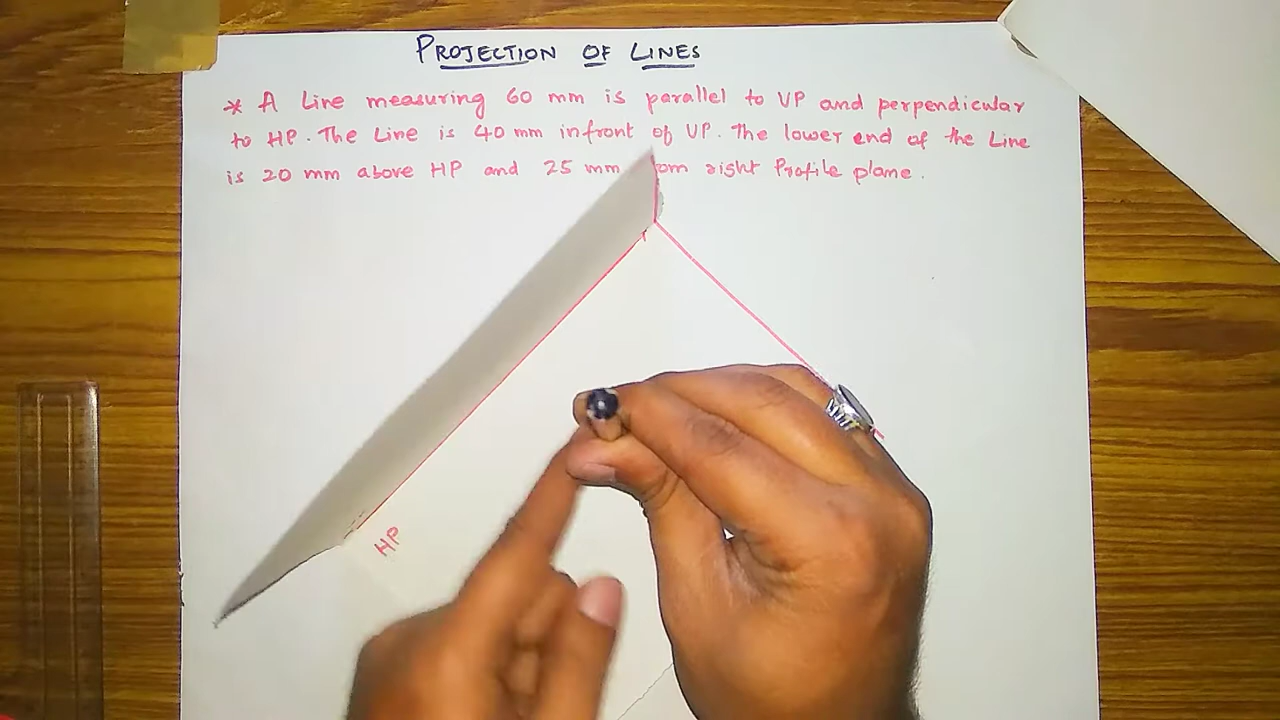 PROJECTION OF LINES
* A Line measuring 60 mm is parallel to VP and perpendicular
to HP. The Line is 40 mm infront of VP. The lower end of the Line
is 20 mm above HP and 25 mm right Profile plane.
HP